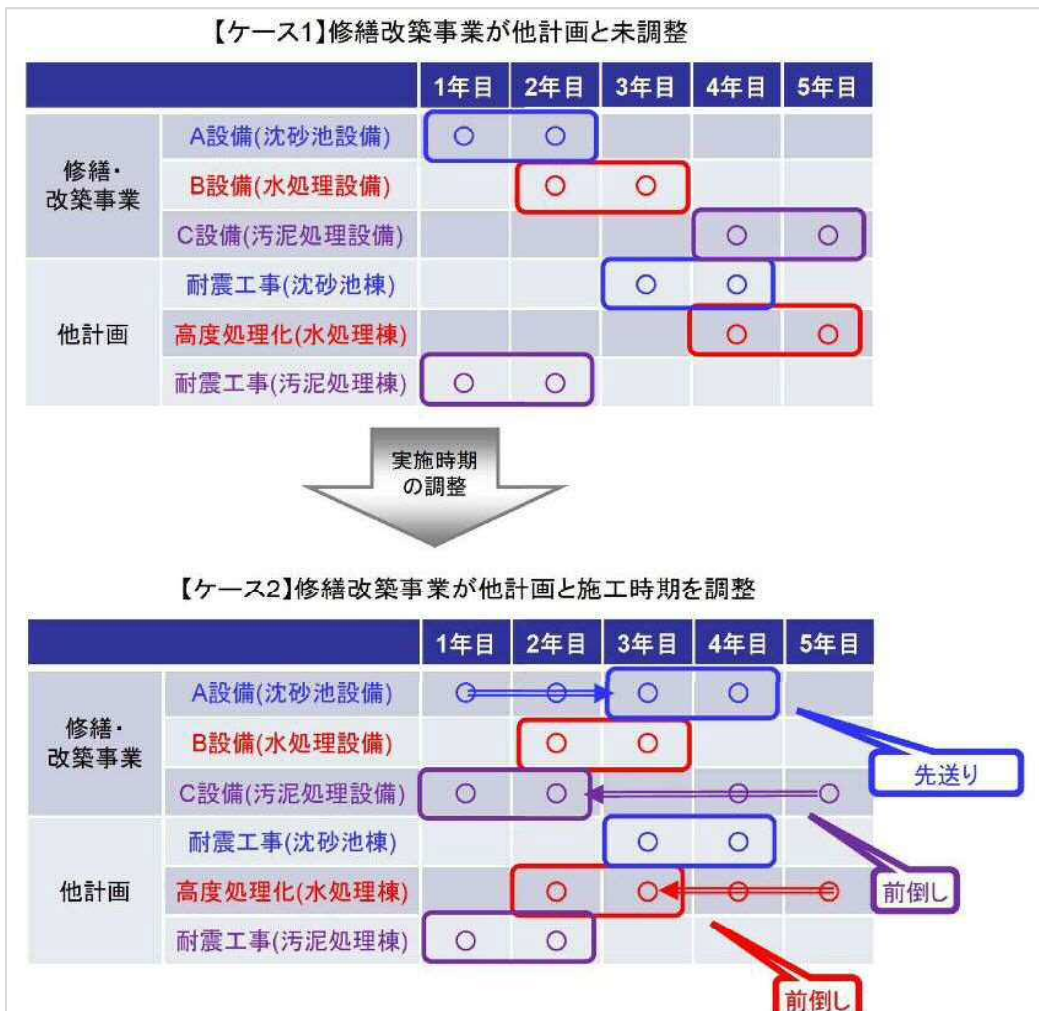 【ケース1】修繕改築事業が他計画と未調整
1年目 2年目 3年目 4年目 5年目
修繕・
改築事業
A設備(沈砂池設備) ○ ○
B設備(水処理設備) ○ ○
C設備(汚泥処理設備) ○ ○
他計画
耐震工事(沈砂池棟) ○ ○
高度処理化(水処理棟) ○ ○
耐震工事(汚泥処理棟) ○ ○
実施時期
の調整
【ケース2】修繕改築事業が他計画と施工時期を調整
1年目 2年目 3年目 4年目 5年目
修繕・
改築事業
A設備(沈砂池設備) ○ ○ ○ ○
B設備(水処理設備) ○ ○
C設備(汚泥処理設備) ○ ○ ○ ○
先送り
他計画
耐震工事(沈砂池棟) ○ ○
高度処理化(水処理棟) ○ ○ ○ ○
前倒し
耐震工事(汚泥処理棟) ○ ○
前倒し